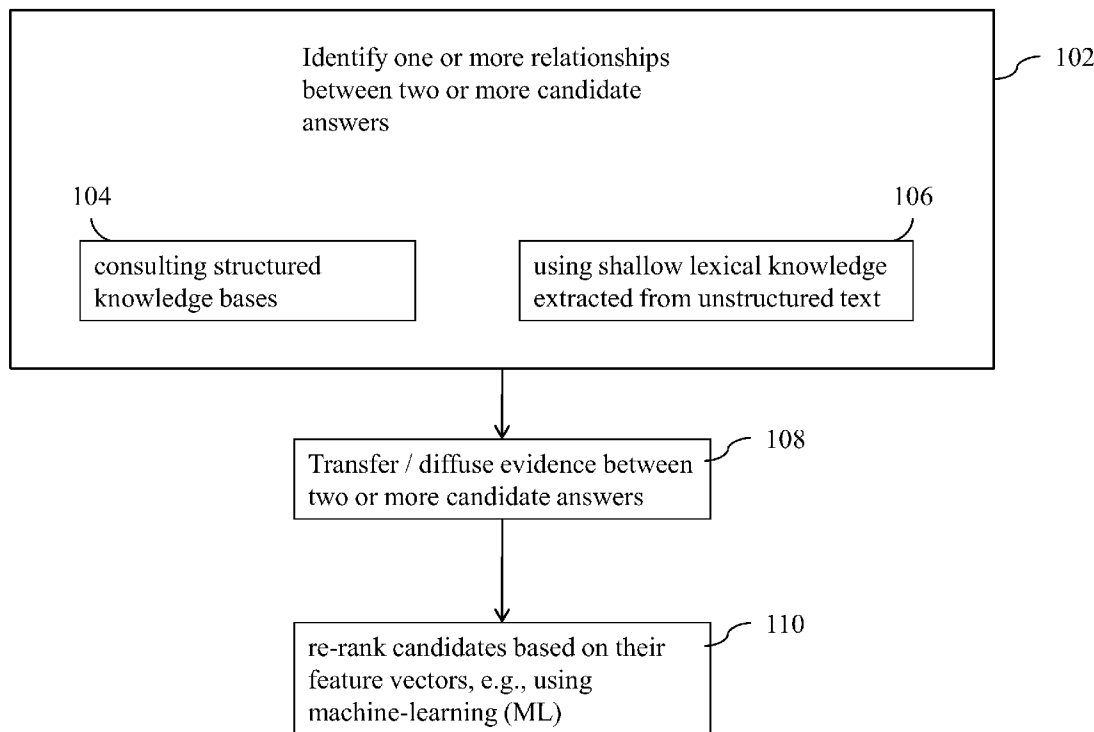 Identify one or more relationships
between two or more candidate
answers
102
104
consulting structured
knowledge bases
106
using shallow lexical knowledge
extracted from unstructured text
108
Transfer / diffuse evidence between
two or more candidate answers
110
re-rank candidates based on their
feature vectors, e.g., using
machine-learning (ML)